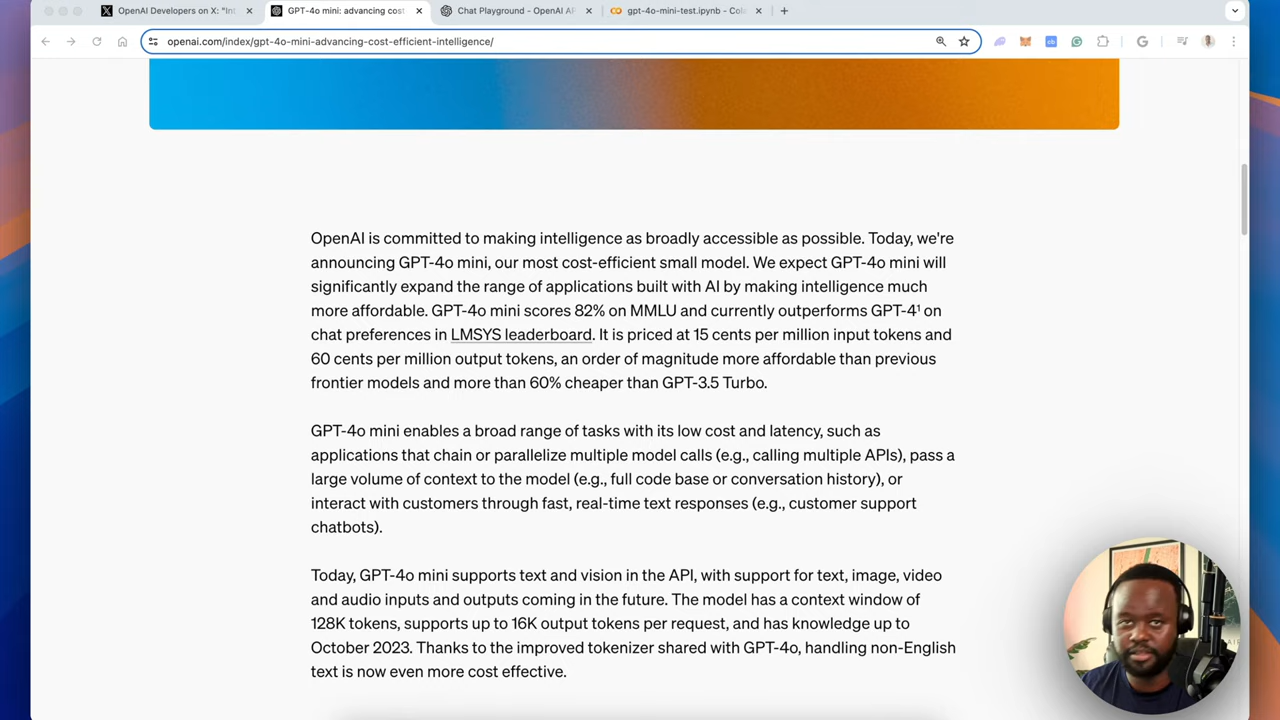 OpenAI Developers on X: "Int
GPT-4o mini: advancing cost
Chat Playground - OpenAI API
gpt-4o-mini-test.ipynb - Cola
openai.com/index/gpt-4o-mini-advancing-cost-efficient-intelligence/
OpenAI is committed to making intelligence as broadly accessible as possible. Today, we're
announcing GPT-4o mini, our most cost-efficient small model. We expect GPT-4o mini will
significantly expand the range of applications built with AI by making intelligence much
more affordable. GPT-4o mini scores 82% on MMLU and currently outperforms GPT-4¹ on
chat preferences in LMSYS leaderboard. It is priced at 15 cents per million input tokens and
60 cents per million output tokens, an order of magnitude more affordable than previous
frontier models and more than 60% cheaper than GPT-3.5 Turbo.
GPT-4o mini enables a broad range of tasks with its low cost and latency, such as
applications that chain or parallelize multiple model calls (e.g., calling multiple APIs), pass a
large volume of context to the model (e.g., full code base or conversation history), or
interact with customers through fast, real-time text responses (e.g., customer support
chatbots).
Today, GPT-4o mini supports text and vision in the API, with support for text, image, video
and audio inputs and outputs coming in the future. The model has a context window of
128K tokens, supports up to 16K output tokens per request, and has knowledge up to
October 2023. Thanks to the improved tokenizer shared with GPT-4o, handling non-English
text is now even more cost effective.